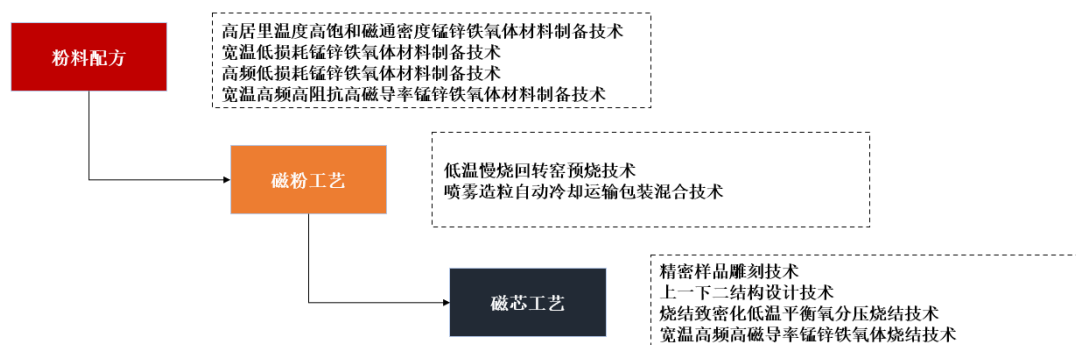 粉料配方
高居里温度高饱和磁通密度锰锌铁氧体材料制备技术
宽温低损耗锰锌铁氧体材料制备技术
高频低损耗锰锌铁氧体材料制备技术
宽温高频高阻抗高磁导率锰锌铁氧体材料制备技术
磁粉工艺
低温慢烧回转窑预烧技术
喷雾造粒自动冷却运输包装混合技术
磁芯工艺
精密样品雕刻技术
上一下二结构设计技术
烧结致密化低温平衡氧分压烧结技术
宽温高频高磁导率锰锌铁氧体烧结技术